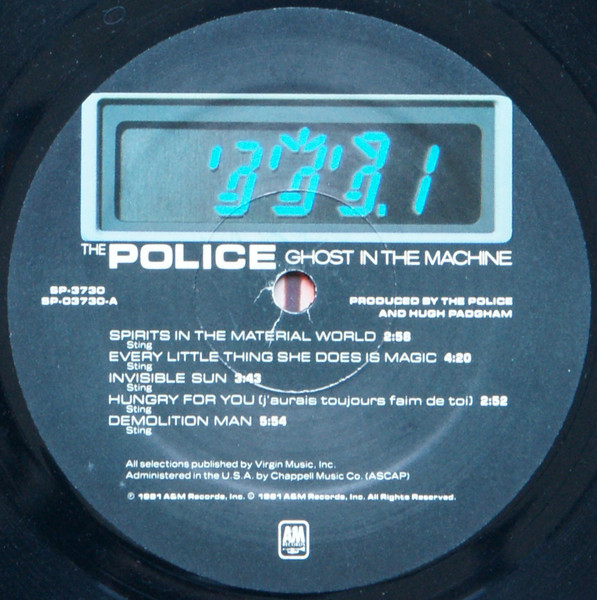 THE POLICE GHOST IN THE MACHINE
SP-3730
SP-03730-A
PRODUCED BY THE POLICE
AND HUGH PADGHAM
SPIRITS IN THE MATERIAL WORLD 2:58
Sting
EVERY LITTLE THING SHE DOES IS MAGIC 4:20
Sting
INVISIBLE SUN 3:43
Sting
HUNGRY FOR YOU (j'aurais toujours faim de toi) 2:52
Sting
DEMOLITION MAN 5:54
Sting
All selections published by Virgin Music, Inc.
Administered in the U.S.A. by Chappell Music Co. (ASCAP)
℗ 1981 A&M Records, Inc. © 1981 A&M Records, Inc. All Rights Reserved.
AM
RECORDS